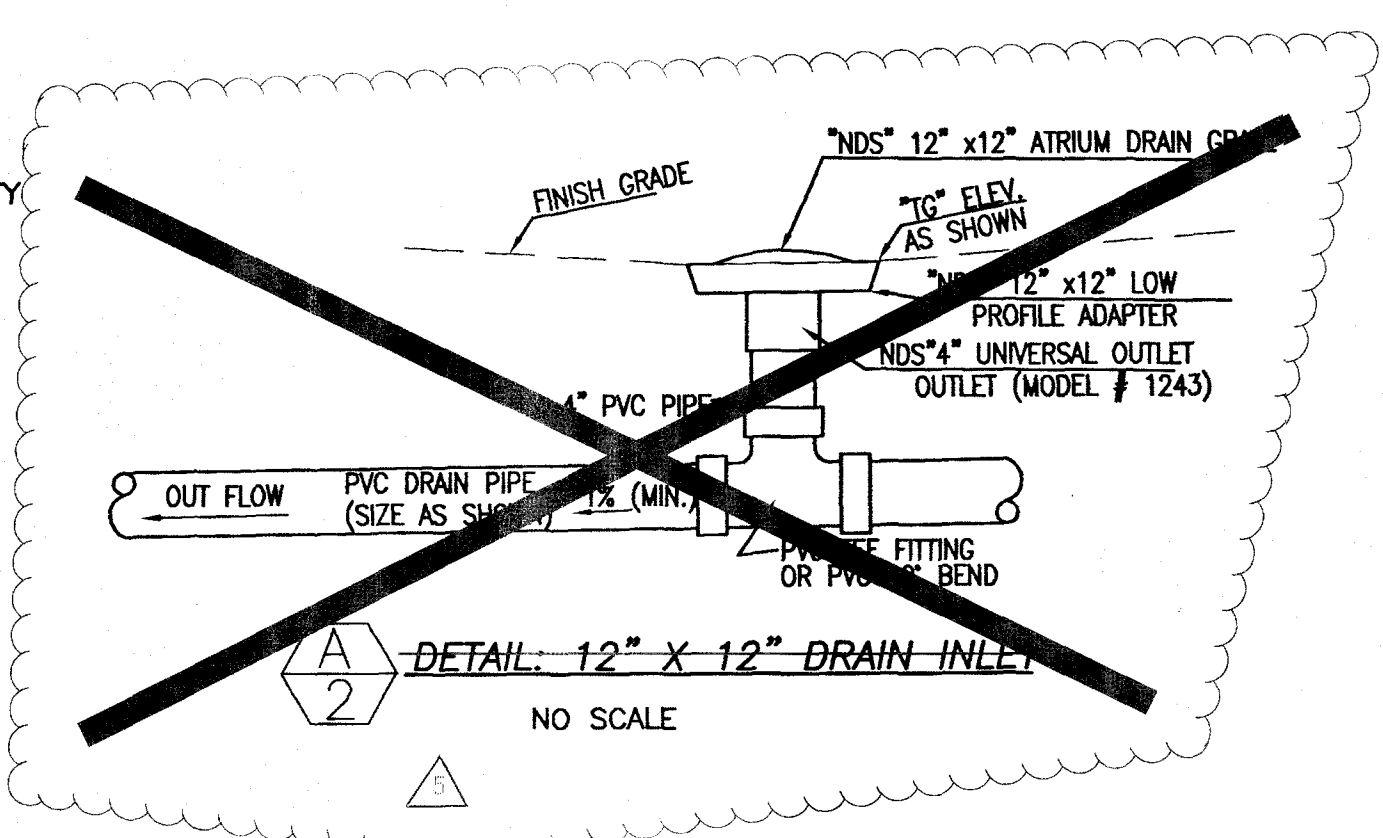 Y
"NDS" 12" x12" ATRIUM DRAIN
FINISH GRADE
"TG" ELEV.
AS SHOWN
12" x12" LOW
PROFILE ADAPTER
NDS"4" UNIVERSAL OUTLET
OUTLET (MODEL # 1243)
4" PVC PIPE
OUT FLOW
PVC DRAIN PIPE
(SIZE AS
1% (MIN.)
FITTING
OR BEND
A
2
DETAIL: 12" X 12" DRAIN INLET
NO SCALE
5